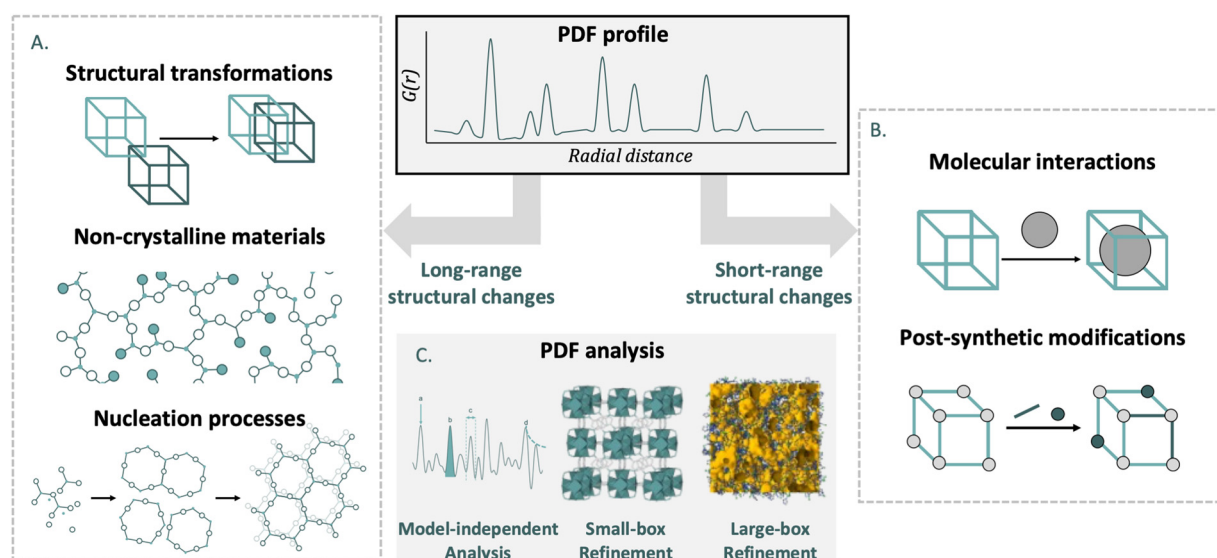 A.
Structural transformations
Non-crystalline materials
Nucleation processes
PDF profile
G(r)
Radial distance
Long-range
structural changes
Short-range
structural changes
C.
PDF analysis
a
b
c
d
Model-independent
Analysis
Small-box
Refinement
Large-box
Refinement
B.
Molecular interactions
Post-synthetic modifications